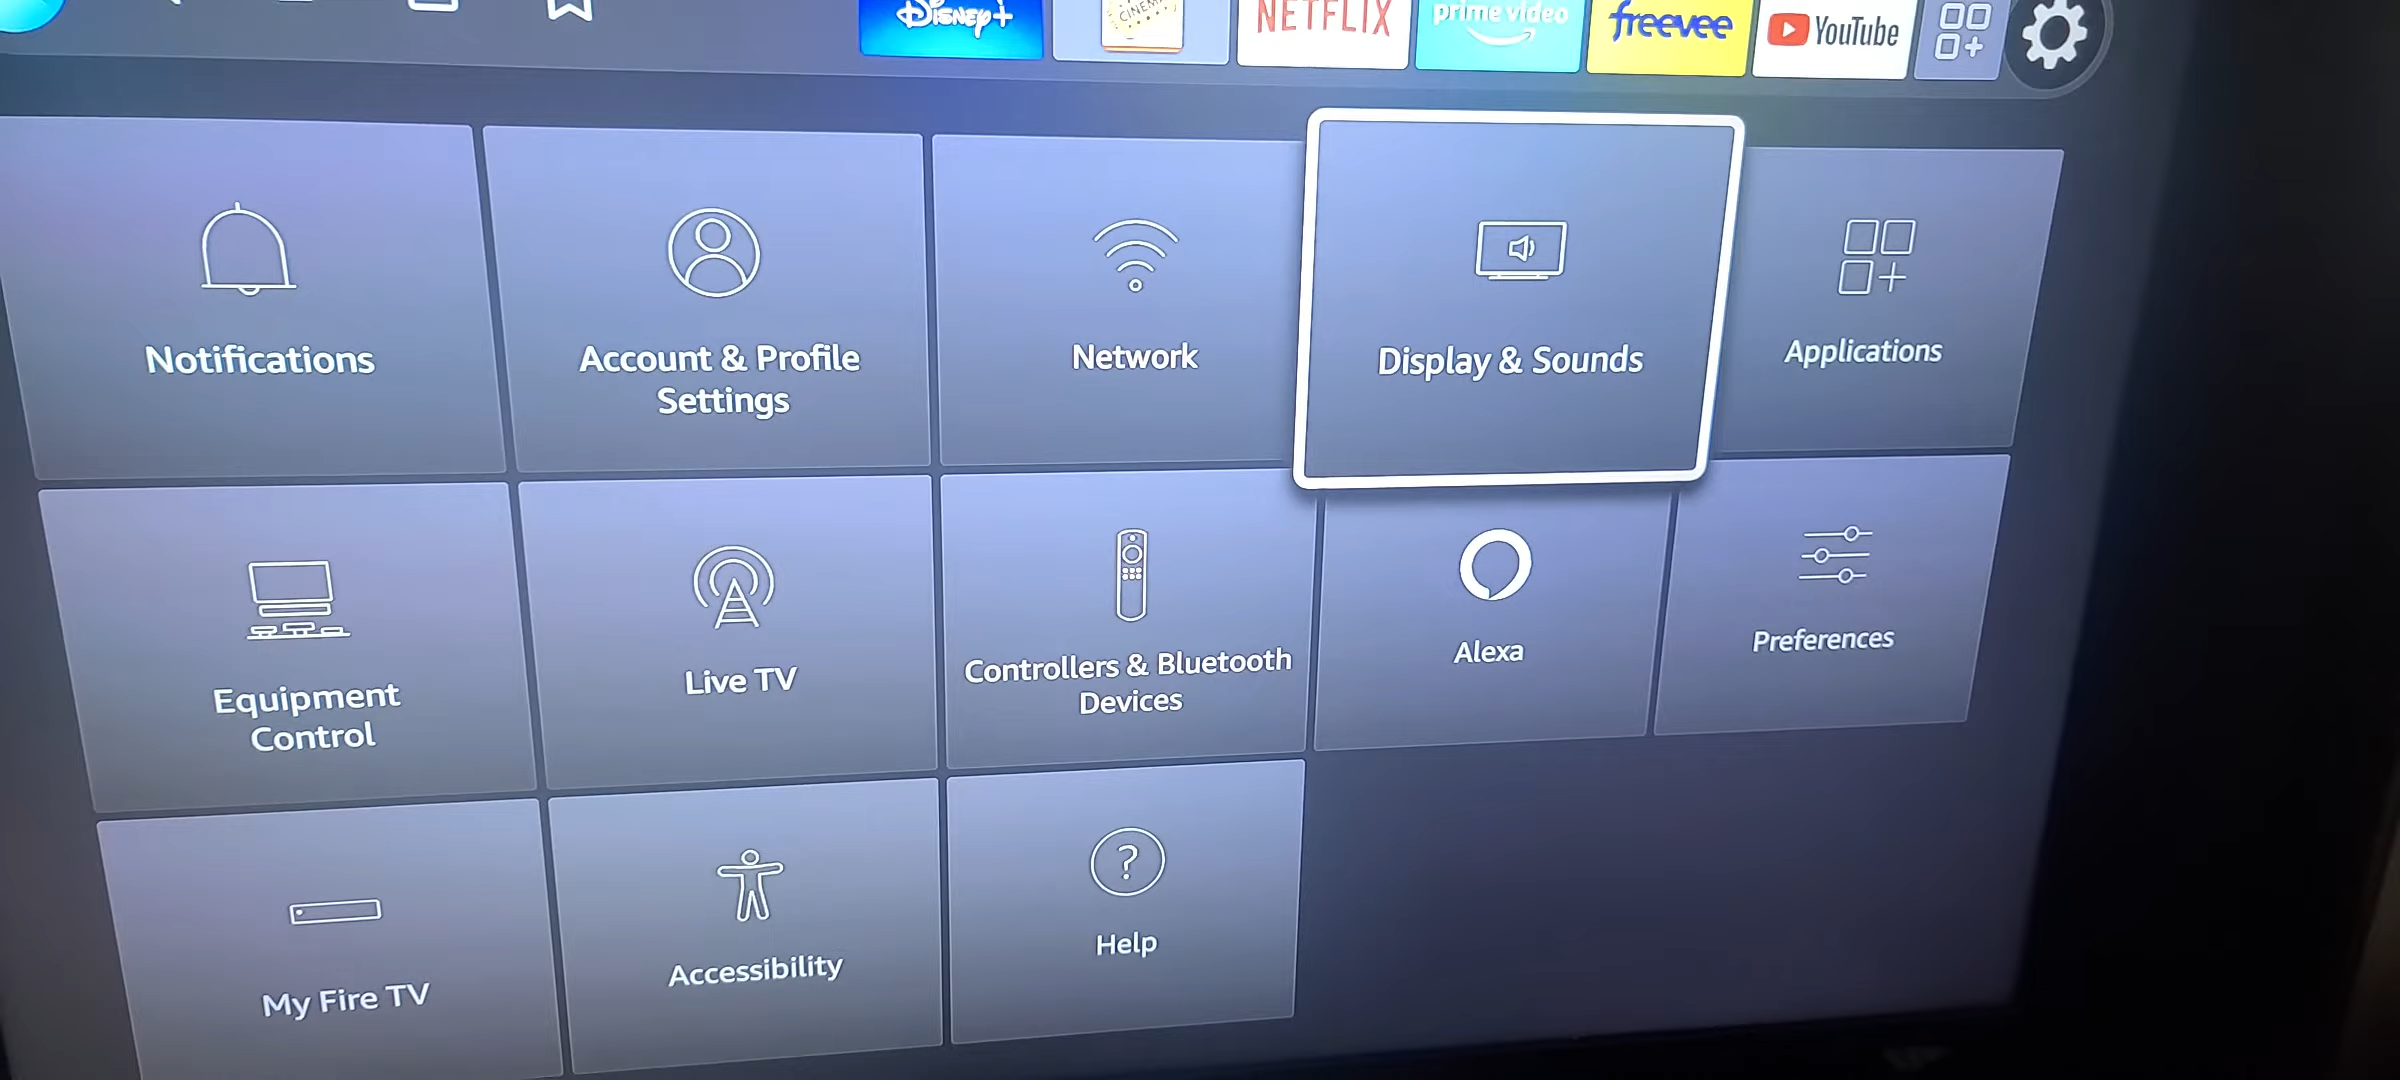 Disney+
CINEMA
NETFLIX
prime video
freevee
YouTube
Notifications
Account & Profile
Settings
Network
Display & Sounds
Applications
Equipment
Control
Live TV
Controllers & Bluetooth
Devices
Alexa
Preferences
My Fire TV
Accessibility
?
Help